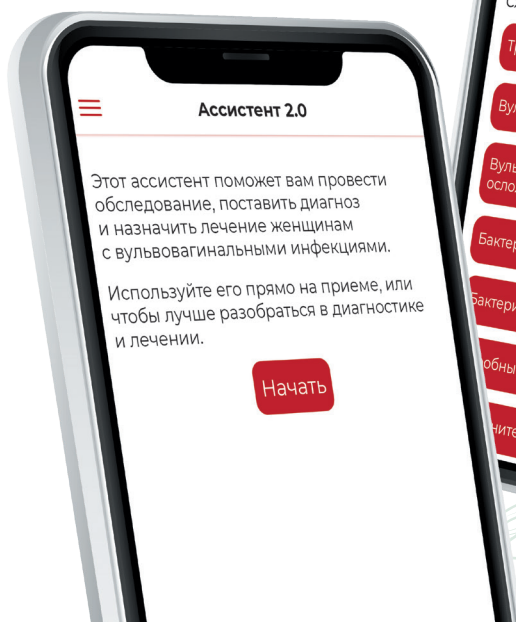 Ассистент 2.0
Этот ассистент поможет вам провести
обследование, поставить диагноз
и назначить лечение женщинам
с вульвовагинальными инфекциями.
Используйте его прямо на приеме, или
чтобы лучше разобраться в диагностике
и лечении.
Начать